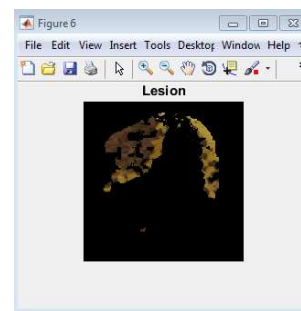 Figure 6
File Edit View Insert Tools Desktop Window Help
Lesion